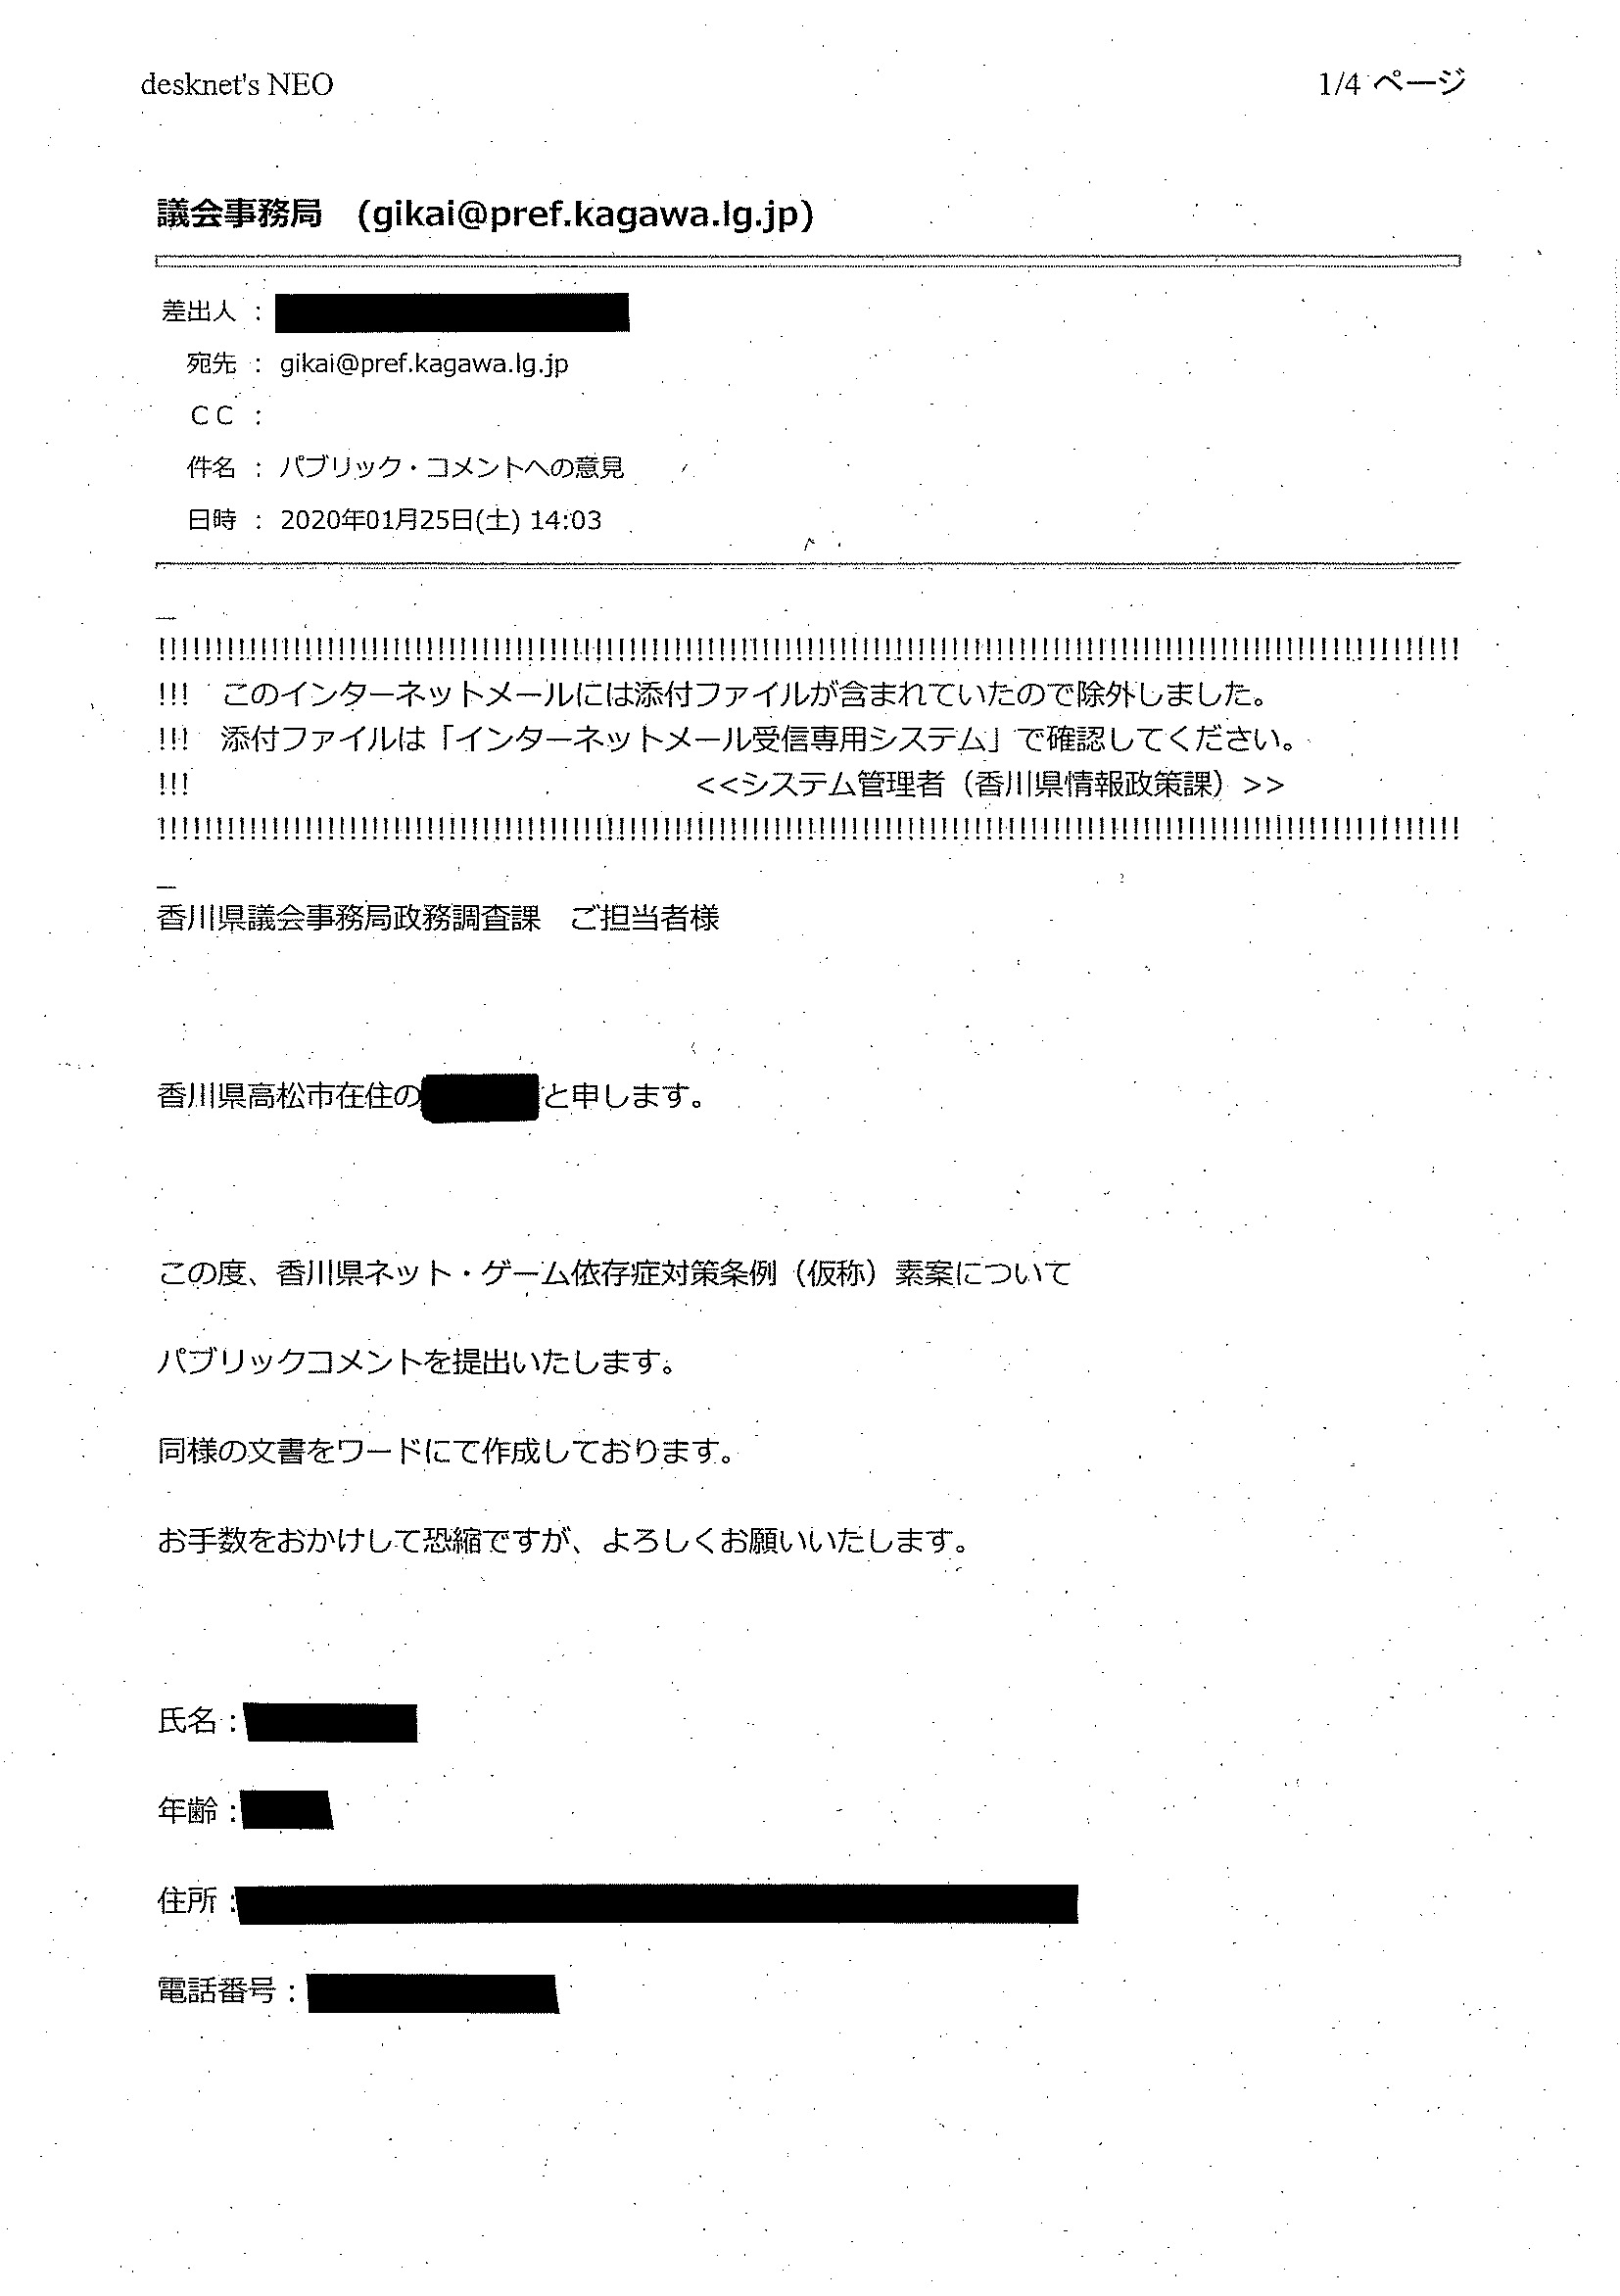 desknet's NEO
1/4 ページ
議会事務局　(gikai@pref.kagawa.lg.jp)
差出人 ：
宛先 ： gikai@pref.kagawa.lg.jp
ＣＣ ：
件名 ： パブリック・コメントへの意見
日時 ： 2020年01月25日(土) 14:03
!!!!!!!!!!!!!!!!!!!!!!!!!!!!!!!!!!!!!!!!!!!!!!!!!!!!!!!!!!!!!!!!!!!!!!!!!!!!!!!!!!!!!!!!!!!!!!!!!!!!!!!!!!!!!!!!!!!!
!!!　このインターネットメールには添付ファイルが含まれていたので除外しました。
!!!　添付ファイルは「インターネットメール受信専用システム」で確認してください。
!!!　　　　　　　　　　　　　　　　　<<システム管理者（香川県情報政策課）>>
!!!!!!!!!!!!!!!!!!!!!!!!!!!!!!!!!!!!!!!!!!!!!!!!!!!!!!!!!!!!!!!!!!!!!!!!!!!!!!!!!!!!!!!!!!!!!!!!!!!!!!!!!!!!!!!!!!!!
香川県議会事務局政務調査課　ご担当者様
香川県高松市在住の　　　　と申します。
この度、香川県ネット・ゲーム依存症対策条例（仮称）素案について
パブリックコメントを提出いたします。
同様の文書をワードにて作成しております。
お手数をおかけして恐縮ですが、よろしくお願いいたします。
氏名：
年齢：
住所：
電話番号：